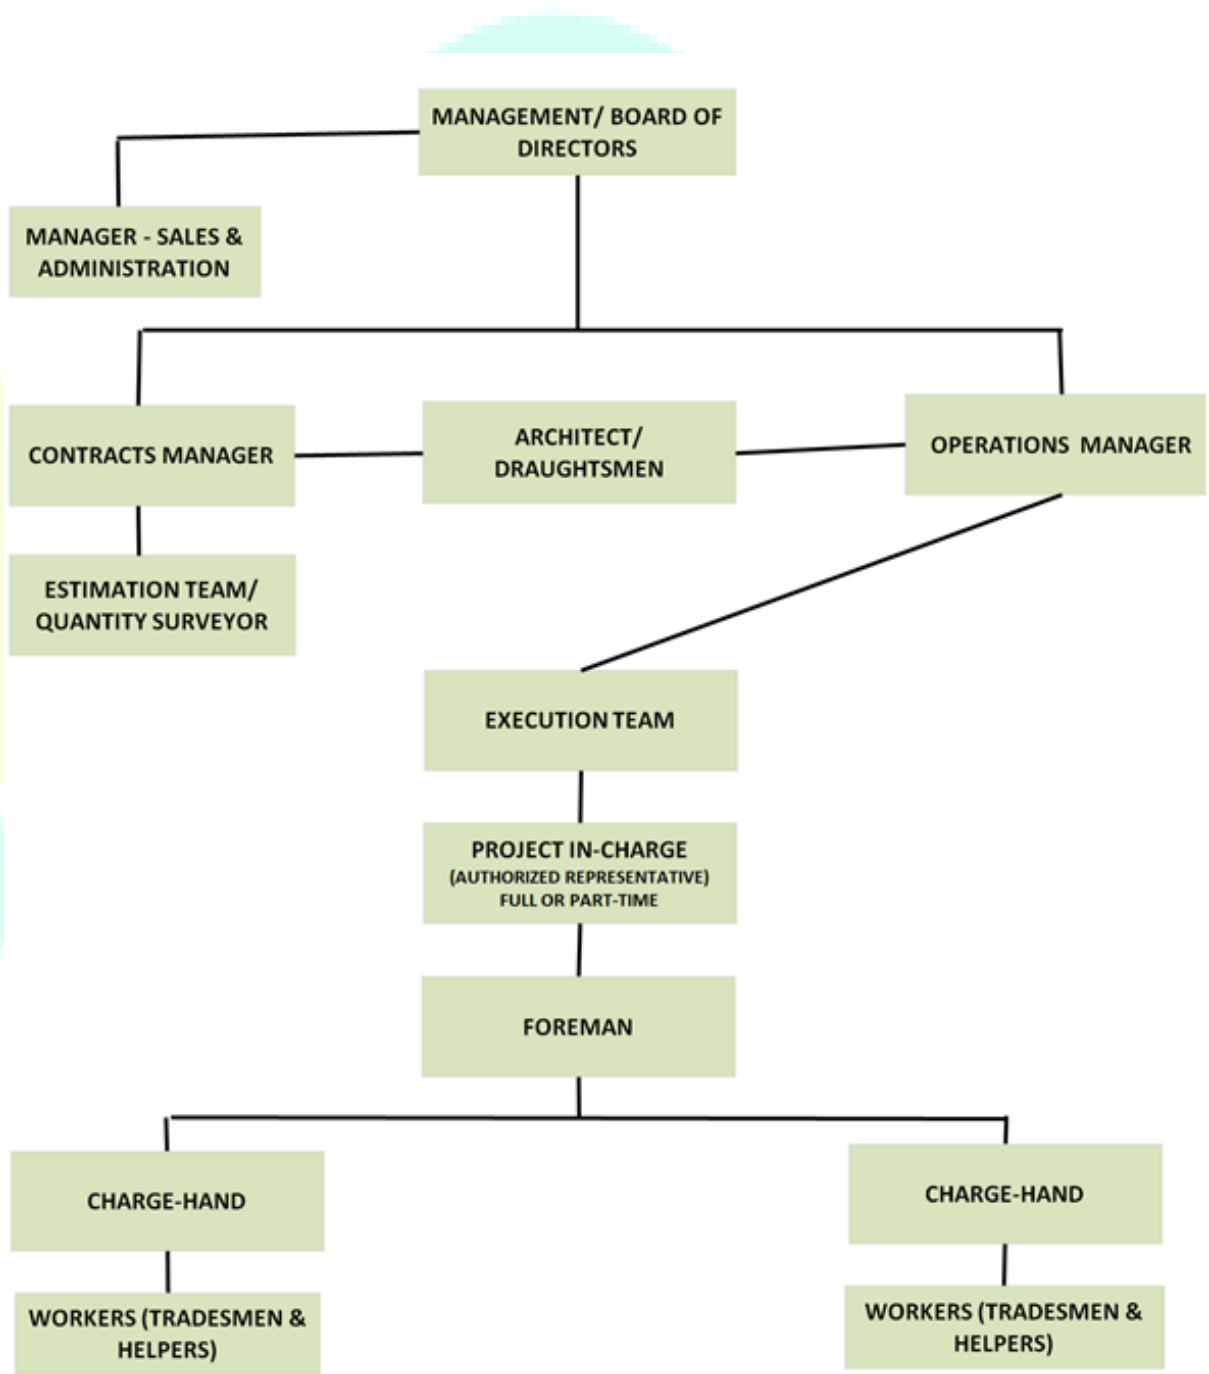 MANAGEMENT/ BOARD OF
DIRECTORS
MANAGER - SALES &
ADMINISTRATION
CONTRACTS MANAGER
ARCHITECT/
DRAUGHTSMEN
OPERATIONS  MANAGER
ESTIMATION TEAM/
QUANTITY SURVEYOR
EXECUTION TEAM
PROJECT IN-CHARGE
(AUTHORIZED REPRESENTATIVE)
FULL OR PART-TIME
FOREMAN
CHARGE-HAND
CHARGE-HAND
WORKERS (TRADESMEN &
HELPERS)
WORKERS (TRADESMEN &
HELPERS)